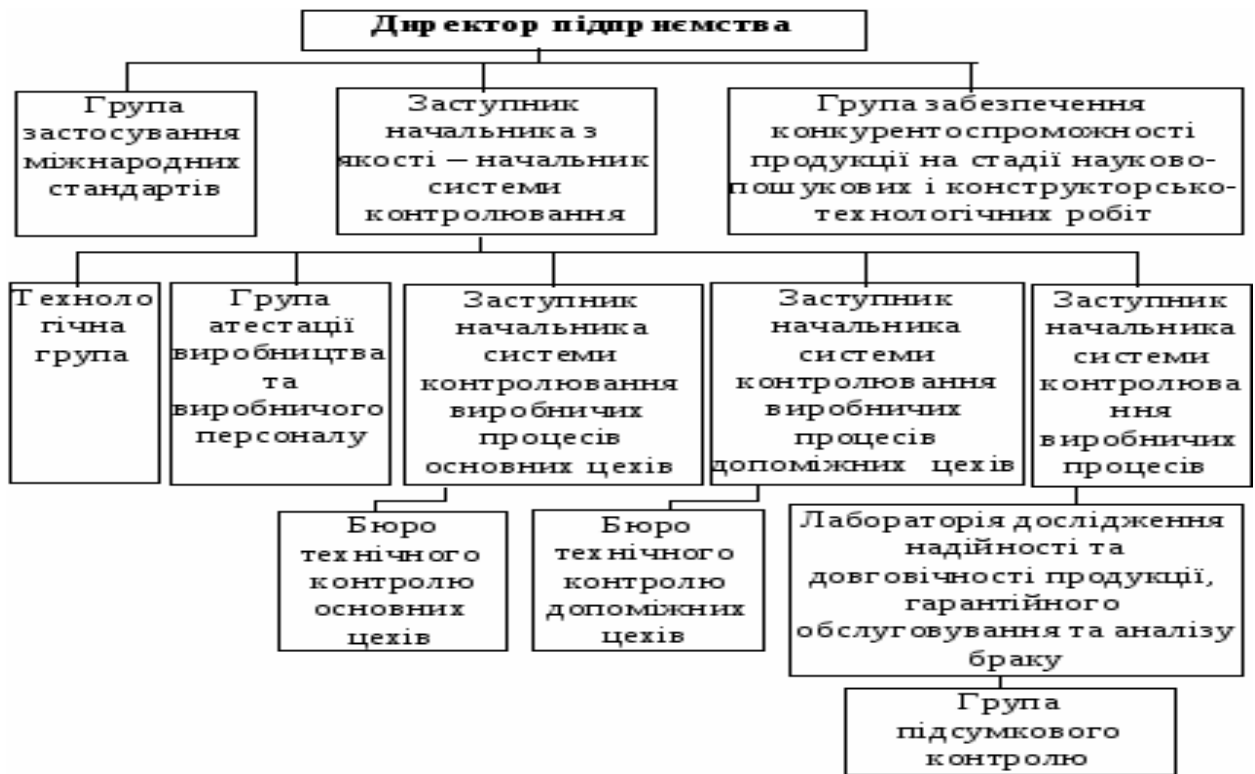 Директор підприємства
Група
застосування
міжнародних
стандартів
Заступник
начальника з
якості – начальник
системи
контролювання
Група забезпечення
конкурентоспроможності
продукції на стадії науково-
пошукових і конструкторсько-
технологічних робіт
Техноло
гічна
група
Група
атестації
виробництва
та
виробничого
персоналу
Заступник
начальника
системи
контролювання
виробничих
процесів
основних цехів
Заступник
начальника
системи
контролювання
виробничих
процесів
допоміжних цехів
Заступник
начальника
системи
контролюва
ння
виробничих
процесів
Бюро
технічного
контролю
основних
цехів
Бюро
технічного
контролю
допоміжних
цехів
Лабораторія дослідження
надійності та
довговічності продукції,
гарантійного
обслуговування та аналізу
браку
Група
підсумкового
контролю